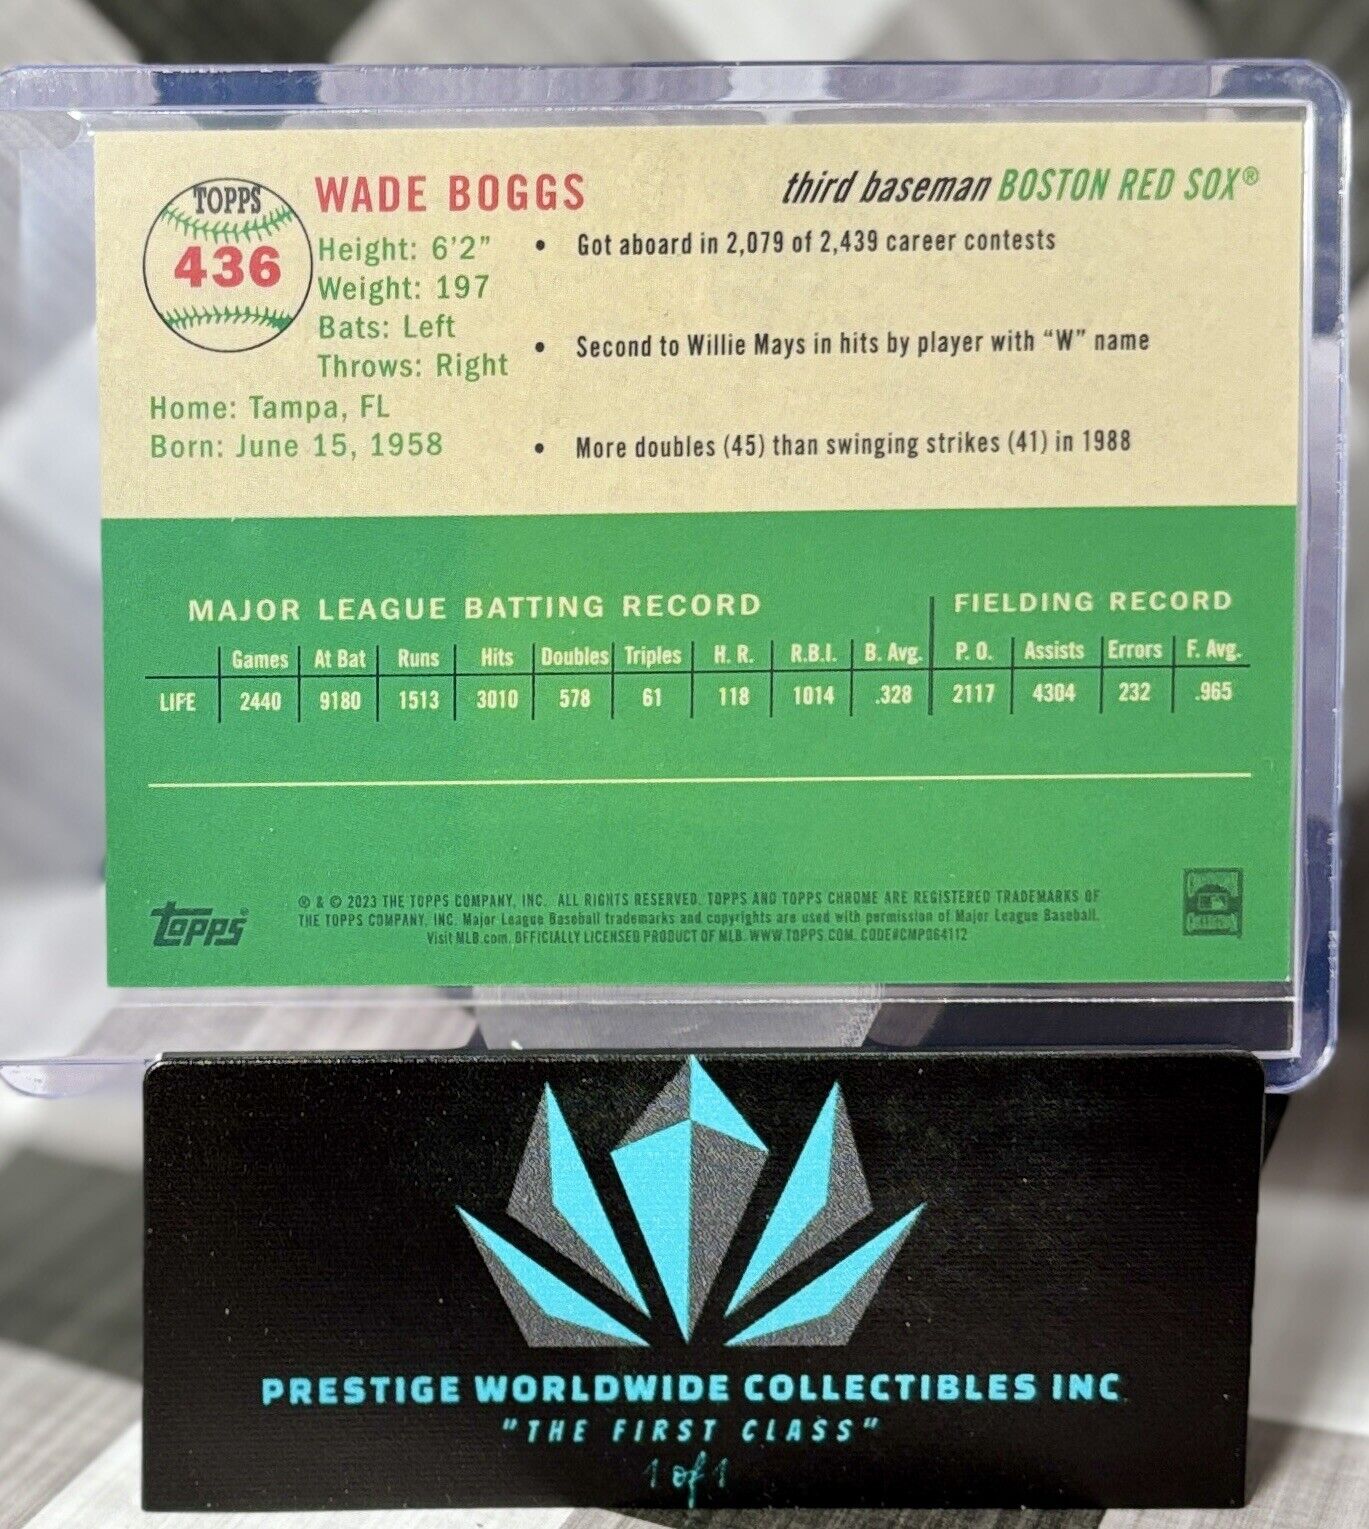 TOPPS
436
WADE BOGGS
third baseman BOSTON RED SOX®
Height: 6'2"
Weight: 197
Bats: Left
Throws: Right
Home: Tampa, FL
Born: June 15, 1958
• Got aboard in 2,079 of 2,439 career contests
• Second to Willie Mays in hits by player with "W" name
• More doubles (45) than swinging strikes (41) in 1988
MAJOR LEAGUE BATTING RECORD FIELDING RECORD
Games At Bat Runs Hits Doubles Triples H. R. R.B.I. B. Avg. P. O. Assists Errors F. Avg.
LIFE 2440 9180 1513 3010 578 61 118 1014 .328 2117 4304 232 .965
topps®
® & © 2023 THE TOPPS COMPANY, INC. ALL RIGHTS RESERVED. TOPPS AND TOPPS CHROME ARE REGISTERED TRADEMARKS OF
THE TOPPS COMPANY, INC. Major League Baseball trademarks and copyrights are used with permission of Major League Baseball.
Visit MLB.com. OFFICIALLY LICENSED PRODUCT OF MLB. WWW.TOPPS.COM. CODE#CMP064112
PRESTIGE WORLDWIDE COLLECTIBLES INC
"THE FIRST CLASS"
1 of 1